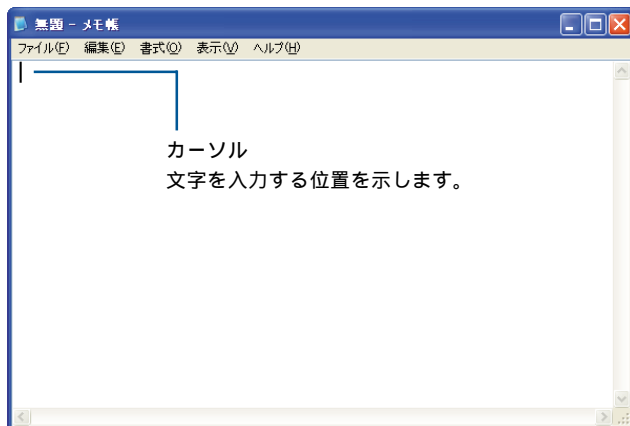 無題 - メモ帳
ファイル(F) 編集(E) 書式(O) 表示(V) ヘルプ(H)
カーソル
文字を入力する位置を示します。